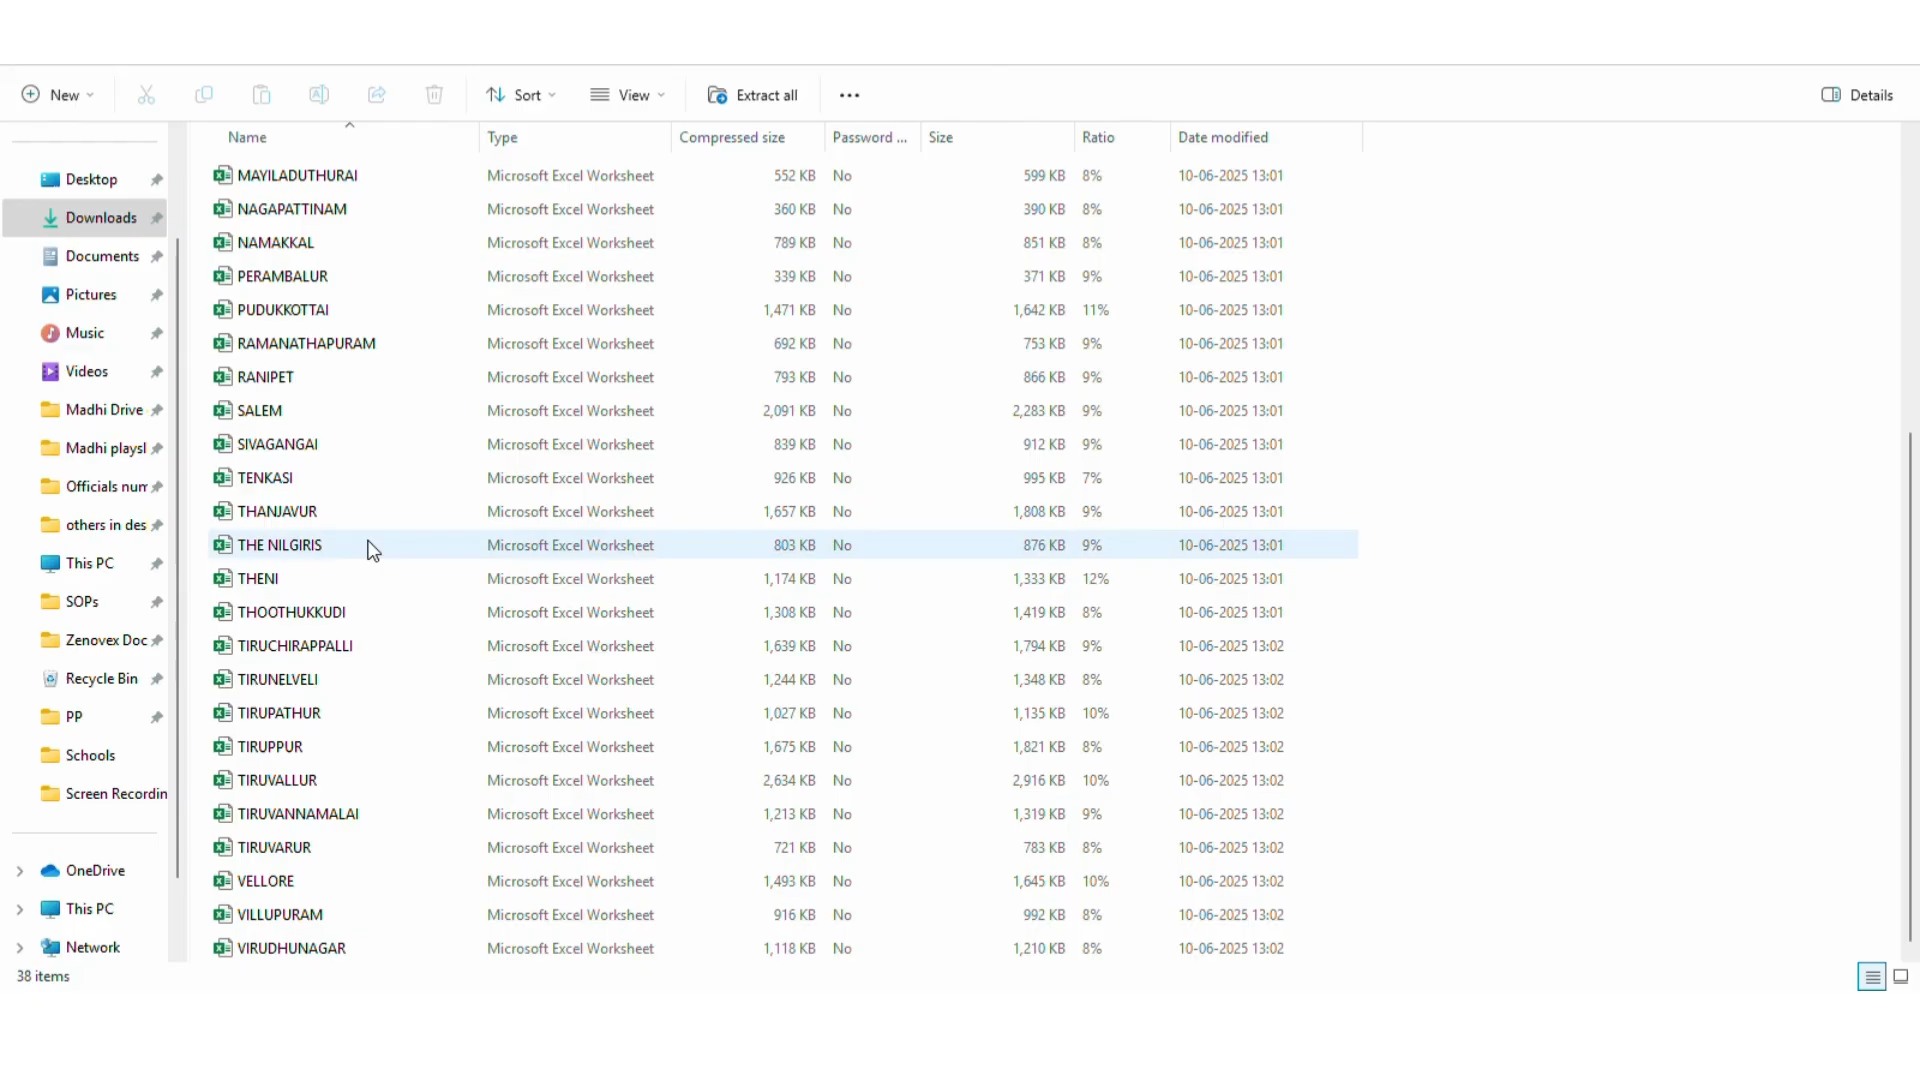 New
Sort
View
Extract all
Details
Name Type Compressed size Password ... Size Ratio Date modified
Desktop
Downloads
Documents
Pictures
Music
Videos
Madhi Drive
Madhi playsl
Officials num
others in des
This PC
SOPs
Zenovex Doc
Recycle Bin
PP
Schools
Screen Recordin
OneDrive
This PC
Network
MAYILADUTHURAI Microsoft Excel Worksheet 552 KB No 599 KB 8% 10-06-2025 13:01
NAGAPATTINAM Microsoft Excel Worksheet 360 KB No 390 KB 8% 10-06-2025 13:01
NAMAKKAL Microsoft Excel Worksheet 789 KB No 851 KB 8% 10-06-2025 13:01
PERAMBALUR Microsoft Excel Worksheet 339 KB No 371 KB 9% 10-06-2025 13:01
PUDUKKOTTAI Microsoft Excel Worksheet 1,471 KB No 1,642 KB 11% 10-06-2025 13:01
RAMANATHAPURAM Microsoft Excel Worksheet 692 KB No 753 KB 9% 10-06-2025 13:01
RANIPET Microsoft Excel Worksheet 793 KB No 866 KB 9% 10-06-2025 13:01
SALEM Microsoft Excel Worksheet 2,091 KB No 2,283 KB 9% 10-06-2025 13:01
SIVAGANGAI Microsoft Excel Worksheet 839 KB No 912 KB 9% 10-06-2025 13:01
TENKASI Microsoft Excel Worksheet 926 KB No 995 KB 7% 10-06-2025 13:01
THANJAVUR Microsoft Excel Worksheet 1,657 KB No 1,808 KB 9% 10-06-2025 13:01
THE NILGIRIS Microsoft Excel Worksheet 803 KB No 876 KB 9% 10-06-2025 13:01
THENI Microsoft Excel Worksheet 1,174 KB No 1,333 KB 12% 10-06-2025 13:01
THOOTHUKKUDI Microsoft Excel Worksheet 1,308 KB No 1,419 KB 8% 10-06-2025 13:01
TIRUCHIRAPPALLI Microsoft Excel Worksheet 1,639 KB No 1,794 KB 9% 10-06-2025 13:02
TIRUNELVELI Microsoft Excel Worksheet 1,244 KB No 1,348 KB 8% 10-06-2025 13:02
TIRUPATHUR Microsoft Excel Worksheet 1,027 KB No 1,135 KB 10% 10-06-2025 13:02
TIRUPPUR Microsoft Excel Worksheet 1,675 KB No 1,821 KB 8% 10-06-2025 13:02
TIRUVALLUR Microsoft Excel Worksheet 2,634 KB No 2,916 KB 10% 10-06-2025 13:02
TIRUVANNAMALAI Microsoft Excel Worksheet 1,213 KB No 1,319 KB 9% 10-06-2025 13:02
TIRUVARUR Microsoft Excel Worksheet 721 KB No 783 KB 8% 10-06-2025 13:02
VELLORE Microsoft Excel Worksheet 1,493 KB No 1,645 KB 10% 10-06-2025 13:02
VILLUPURAM Microsoft Excel Worksheet 916 KB No 992 KB 8% 10-06-2025 13:02
VIRUDHUNAGAR Microsoft Excel Worksheet 1,118 KB No 1,210 KB 8% 10-06-2025 13:02
38 items